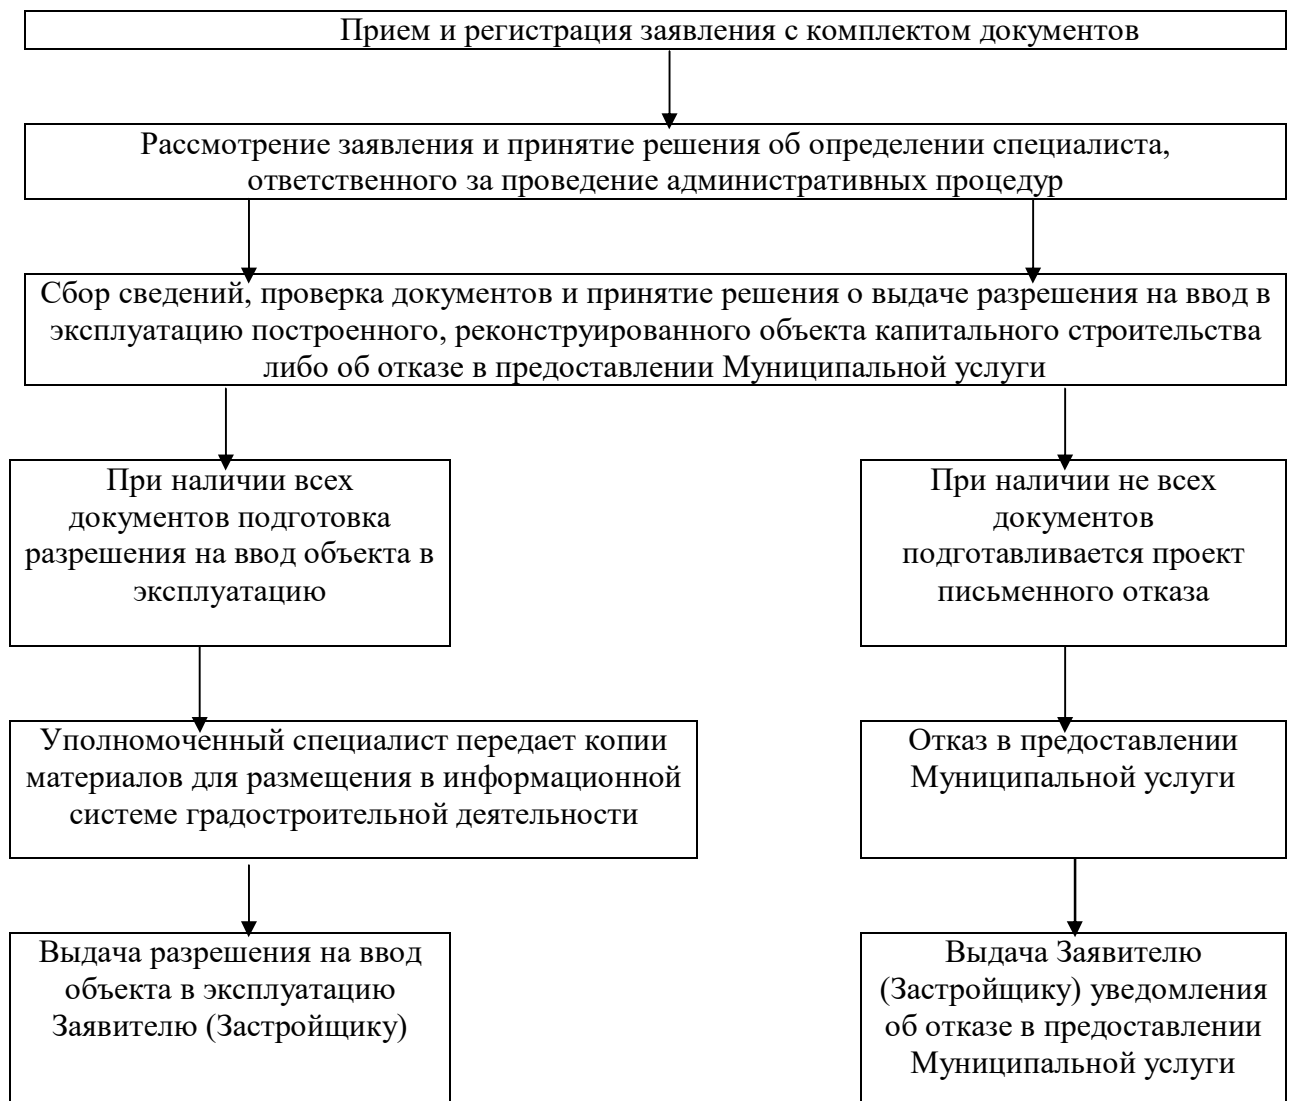 Прием и регистрация заявления с комплектом документов
Рассмотрение заявления и принятие решения об определении специалиста,
ответственного за проведение административных процедур
Сбор сведений, проверка документов и принятие решения о выдаче разрешения на ввод в
эксплуатацию построенного, реконструированного объекта капитального строительства
либо об отказе в предоставлении Муниципальной услуги
При наличии всех
документов подготовка
разрешения на ввод объекта в
эксплуатацию
При наличии не всех
документов
подготавливается проект
письменного отказа
Уполномоченный специалист передает копии
материалов для размещения в информационной
системе градостроительной деятельности
Отказ в предоставлении
Муниципальной услуги
Выдача разрешения на ввод
объекта в эксплуатацию
Заявителю (Застройщику)
Выдача Заявителю
(Застройщику) уведомления
об отказе в предоставлении
Муниципальной услуги